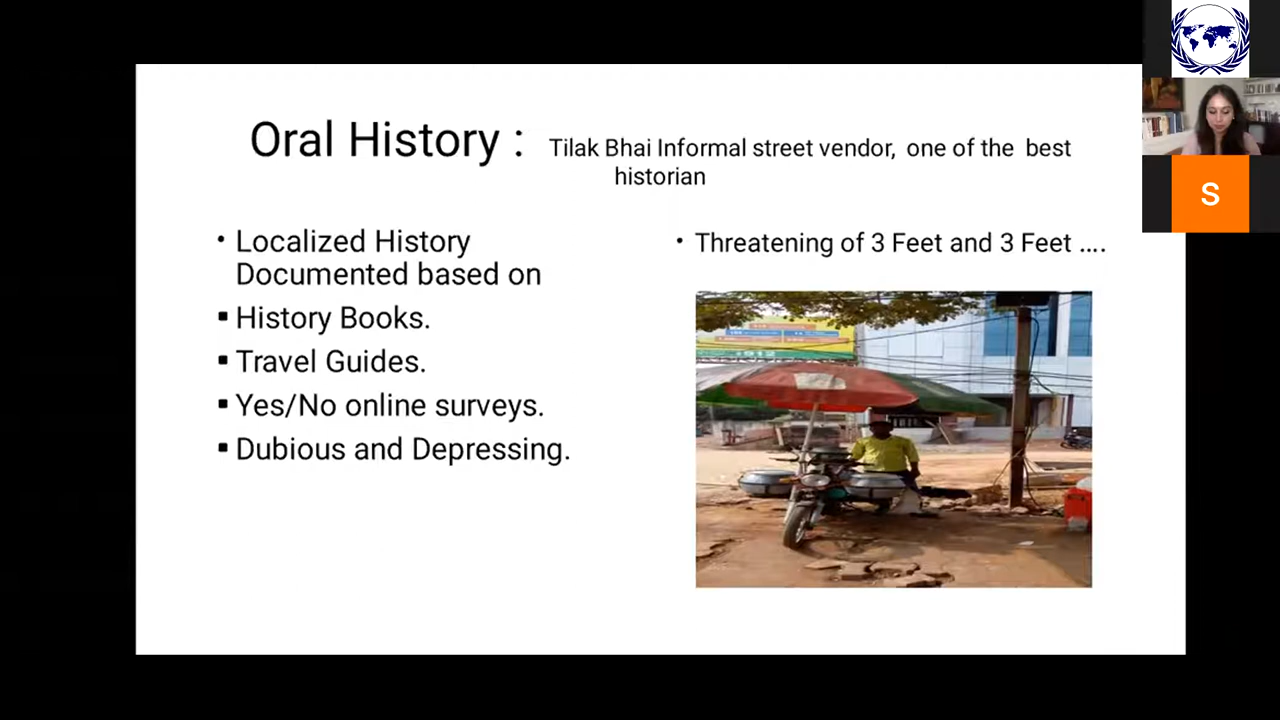 Oral History : Tilak Bhai Informal street vendor, one of the best
historian
• Localized History
Documented based on
▪ History Books.
▪ Travel Guides.
▪ Yes/No online surveys.
▪ Dubious and Depressing.
• Threatening of 3 Feet and 3 Feet ....
S